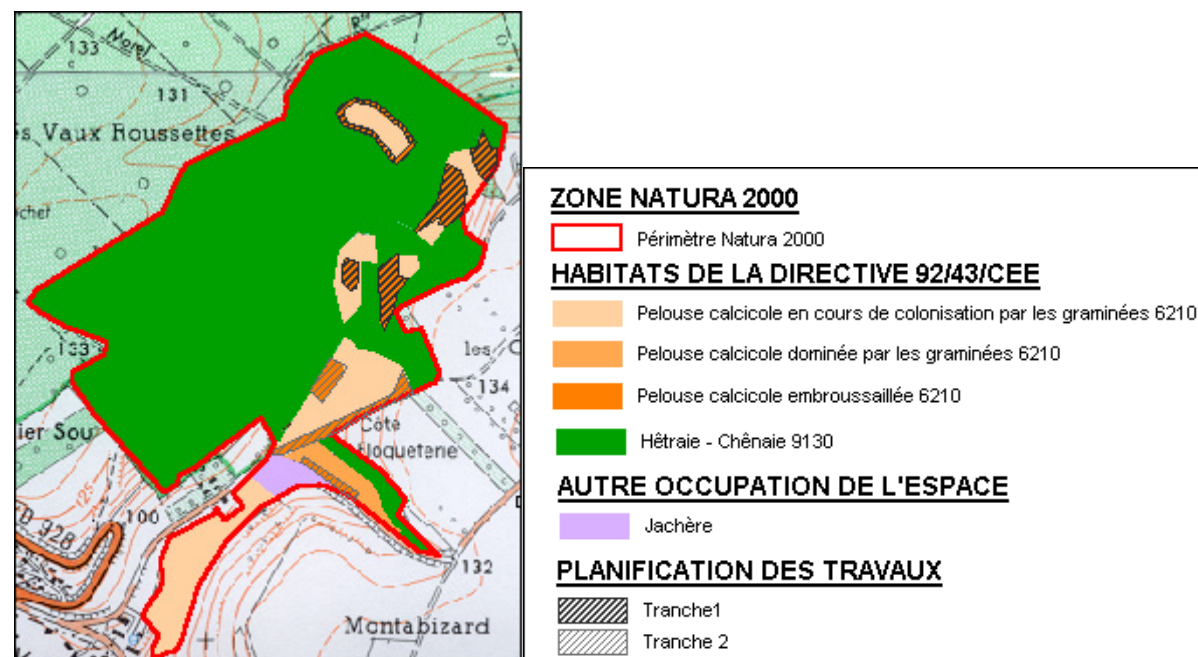 133
Morel
131
s Vaux Roussettes
133
les
134
ier Sou
Côte
Hoqueterie
125
100
D 928
132
Montabizard
ZONE NATURA 2000
Périmètre Natura 2000
HABITATS DE LA DIRECTIVE 92/43/CEE
Pelouse calcicole en cours de colonisation par les graminées 6210
Pelouse calcicole dominée par les graminées 6210
Pelouse calcicole embroussaillée 6210
Hêtraie - Chênaie 9130
AUTRE OCCUPATION DE L'ESPACE
Jachère
PLANIFICATION DES TRAVAUX
Tranche1
Tranche 2